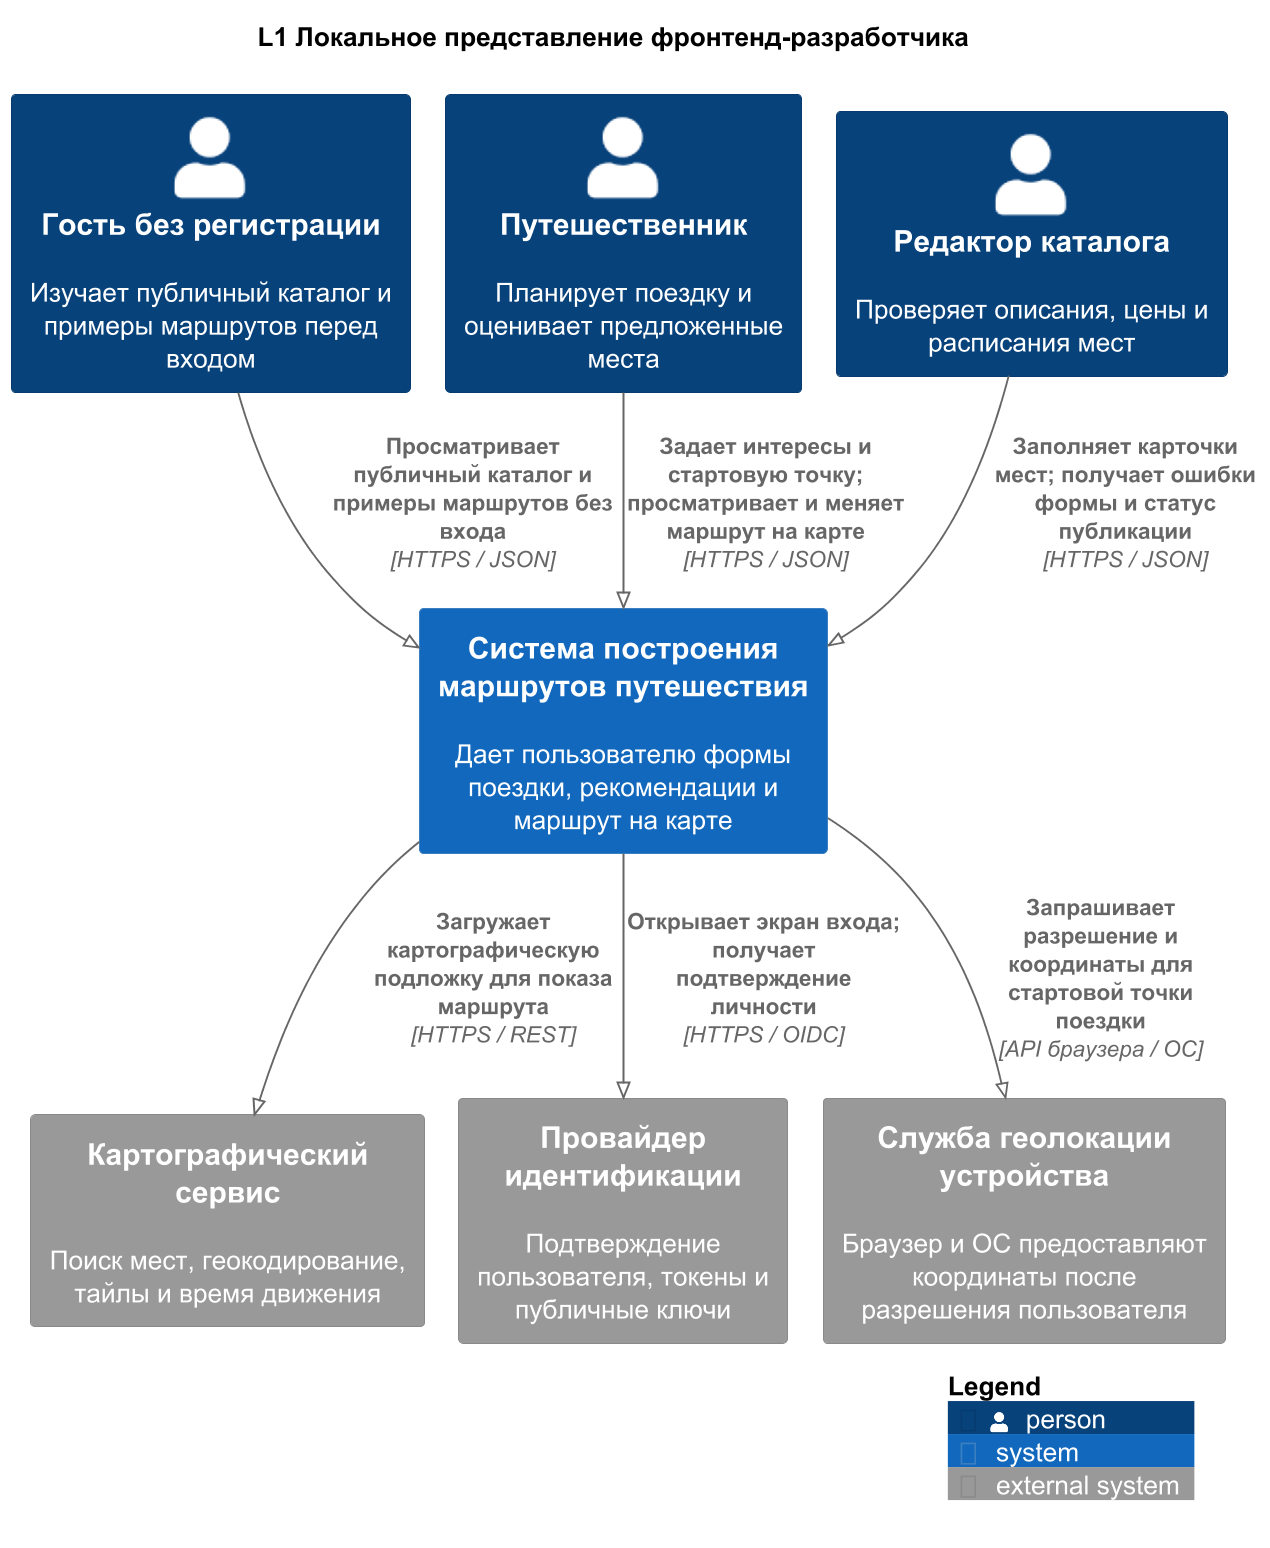 L1 Локальное представление фронтенд-разработчика
Гость без регистрации
Изучает публичный каталог и
примеры маршрутов перед
входом
Путешественник
Планирует поездку и
оценивает предложенные
места
Редактор каталога
Проверяет описания, цены и
расписания мест
Просматривает
публичный каталог и
примеры маршрутов без
входа
[HTTPS / JSON]
Задает интересы и
стартовую точку;
просматривает и меняет
маршрут на карте
[HTTPS / JSON]
Заполняет карточки
мест; получает ошибки
формы и статус
публикации
[HTTPS / JSON]
Система построения
маршрутов путешествия
Дает пользователю формы
поездки, рекомендации и
маршрут на карте
Загружает
картографическую
подложку для показа
маршрута
[HTTPS / REST]
Открывает экран входа;
получает
подтверждение
личности
[HTTPS / OIDC]
Запрашивает
разрешение и
координаты для
стартовой точки
поездки
[API браузера / ОС]
Картографический
сервис
Поиск мест, геокодирование,
тайлы и время движения
Провайдер
идентификации
Подтверждение
пользователя, токены и
публичные ключи
Служба геолокации
устройства
Браузер и ОС предоставляют
координаты после
разрешения пользователя
Legend
person
system
external system